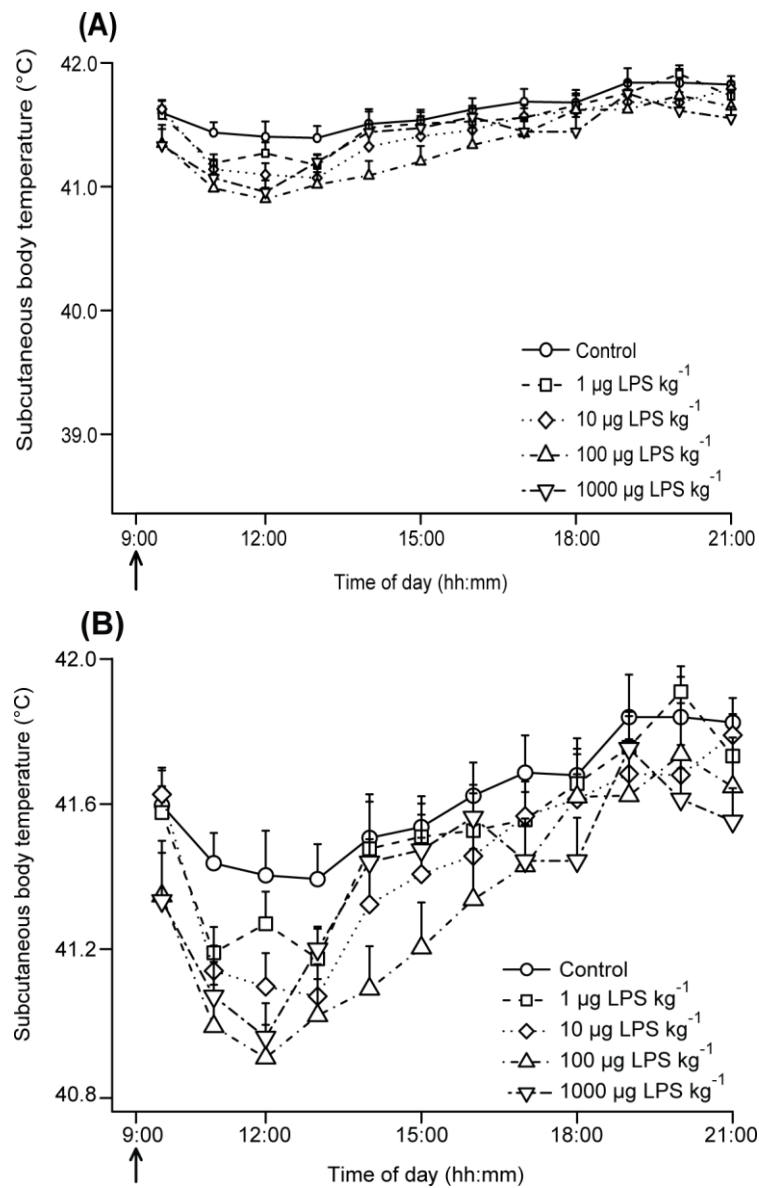 (A)
Subcutaneous body temperature (°C)
42.0
41.0
40.0
39.0
Control
1 µg LPS kg-1
10 µg LPS kg-1
100 µg LPS kg-1
1000 µg LPS kg-1
9:00 12:00 15:00 18:00 21:00
Time of day (hh:mm)
(B)
Subcutaneous body temperature (°C)
42.0
41.6
41.2
40.8
Control
1 µg LPS kg-1
10 µg LPS kg-1
100 µg LPS kg-1
1000 µg LPS kg-1
9:00 12:00 15:00 18:00 21:00
Time of day (hh:mm)